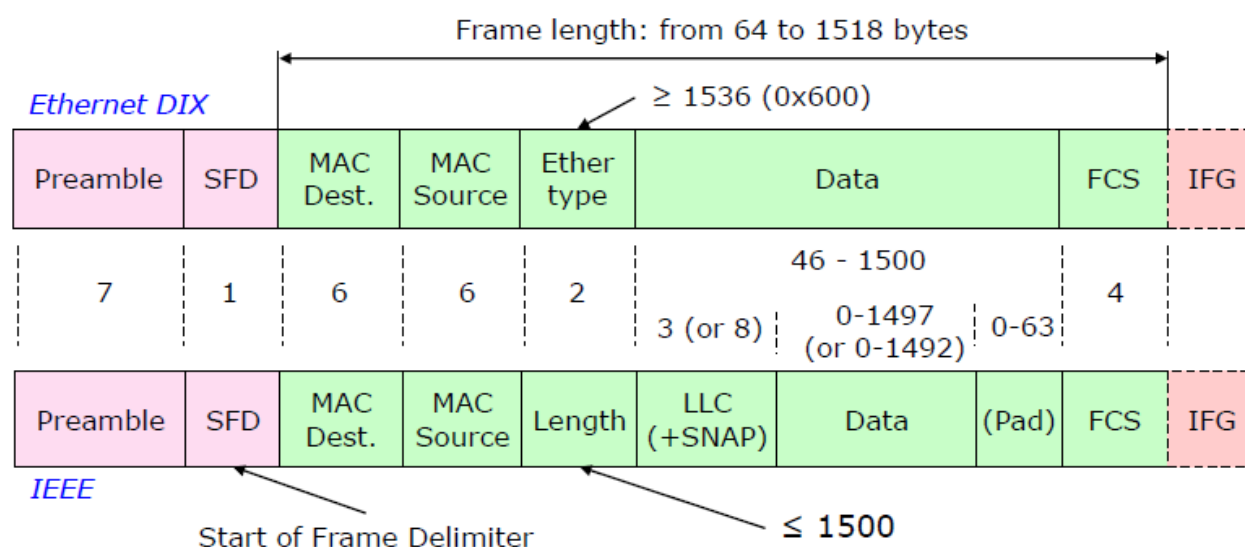 Frame length: from 64 to 1518 bytes
Ethernet DIX
≥ 1536 (0x600)
Preamble SFD MAC Dest. MAC Source Ether type Data FCS IFG
46 - 1500
7 1 6 6 2 4
3 (or 8) 0-1497 (or 0-1492) 0-63
Preamble SFD MAC Dest. MAC Source Length LLC (+SNAP) Data (Pad) FCS IFG
IEEE
Start of Frame Delimiter
≤ 1500